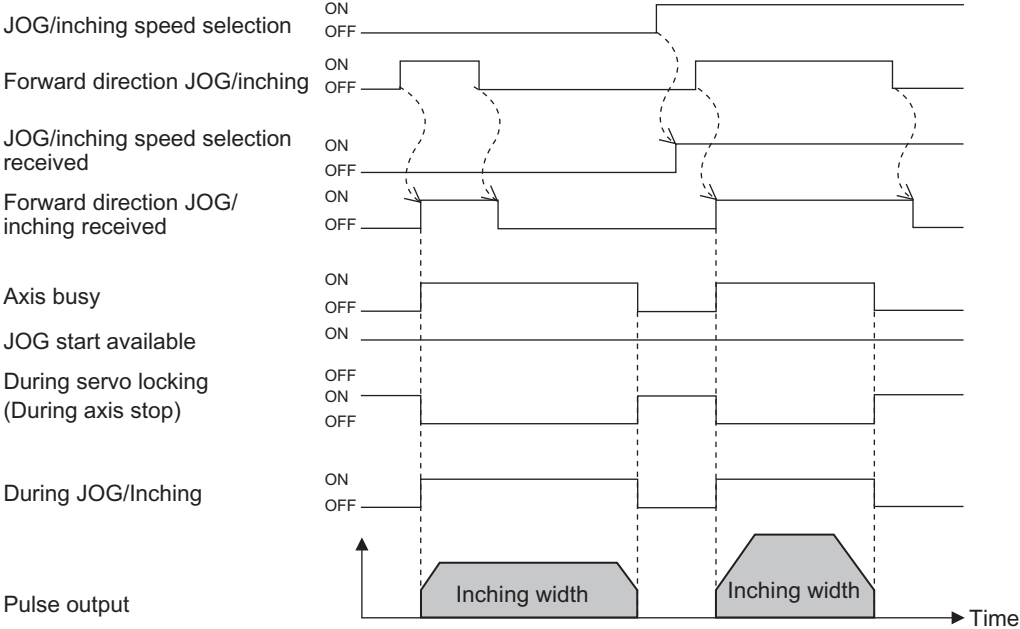 ON
JOG/inching speed selection
OFF
ON
Forward direction JOG/inching
OFF
JOG/inching speed selection
received
ON
OFF
Forward direction JOG/
inching received
ON
OFF
ON
Axis busy
OFF
JOG start available
ON
OFF
During servo locking
(During axis stop)
ON
OFF
ON
During JOG/Inching
OFF
Pulse output
Inching width
Inching width
Time